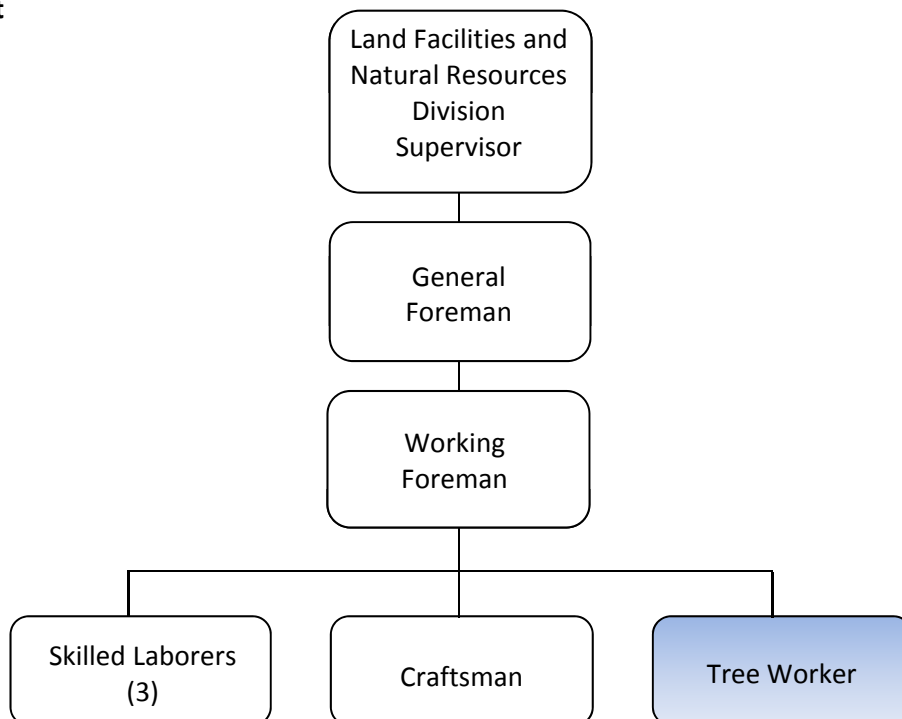 t
Land Facilities and
Natural Resources
Division
Supervisor
General
Foreman
Working
Foreman
Skilled Laborers
(3)
Craftsman
Tree Worker